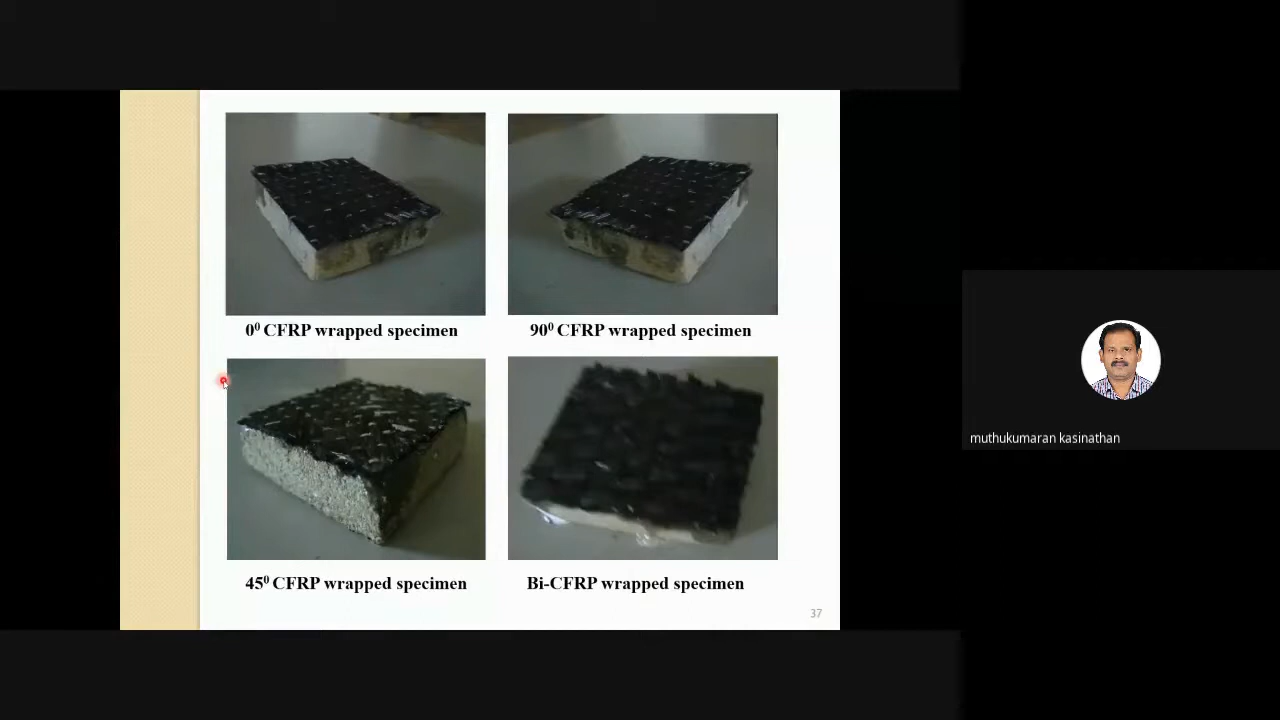 0⁰ CFRP wrapped specimen
90⁰ CFRP wrapped specimen
45⁰ CFRP wrapped specimen
Bi-CFRP wrapped specimen
37
muthukumaran kasinathan